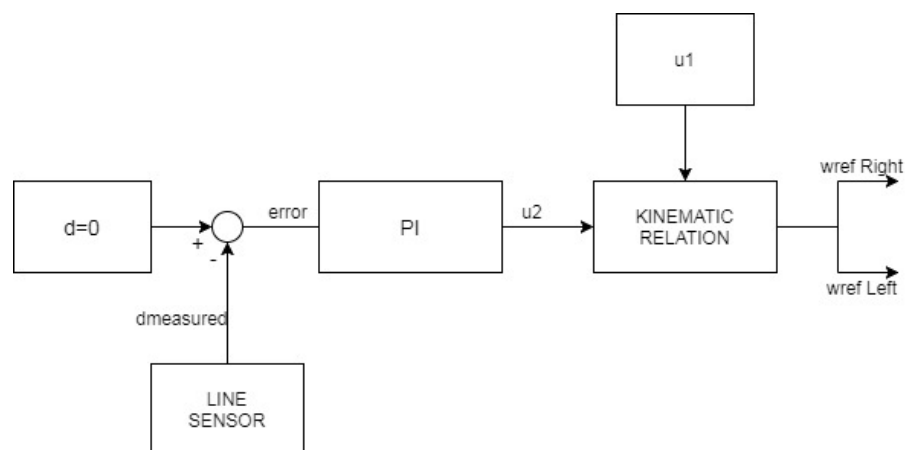 u1
wref Right
d=0
error
PI
u2
KINEMATIC
RELATION
+
-
wref Left
dmeasured
LINE
SENSOR